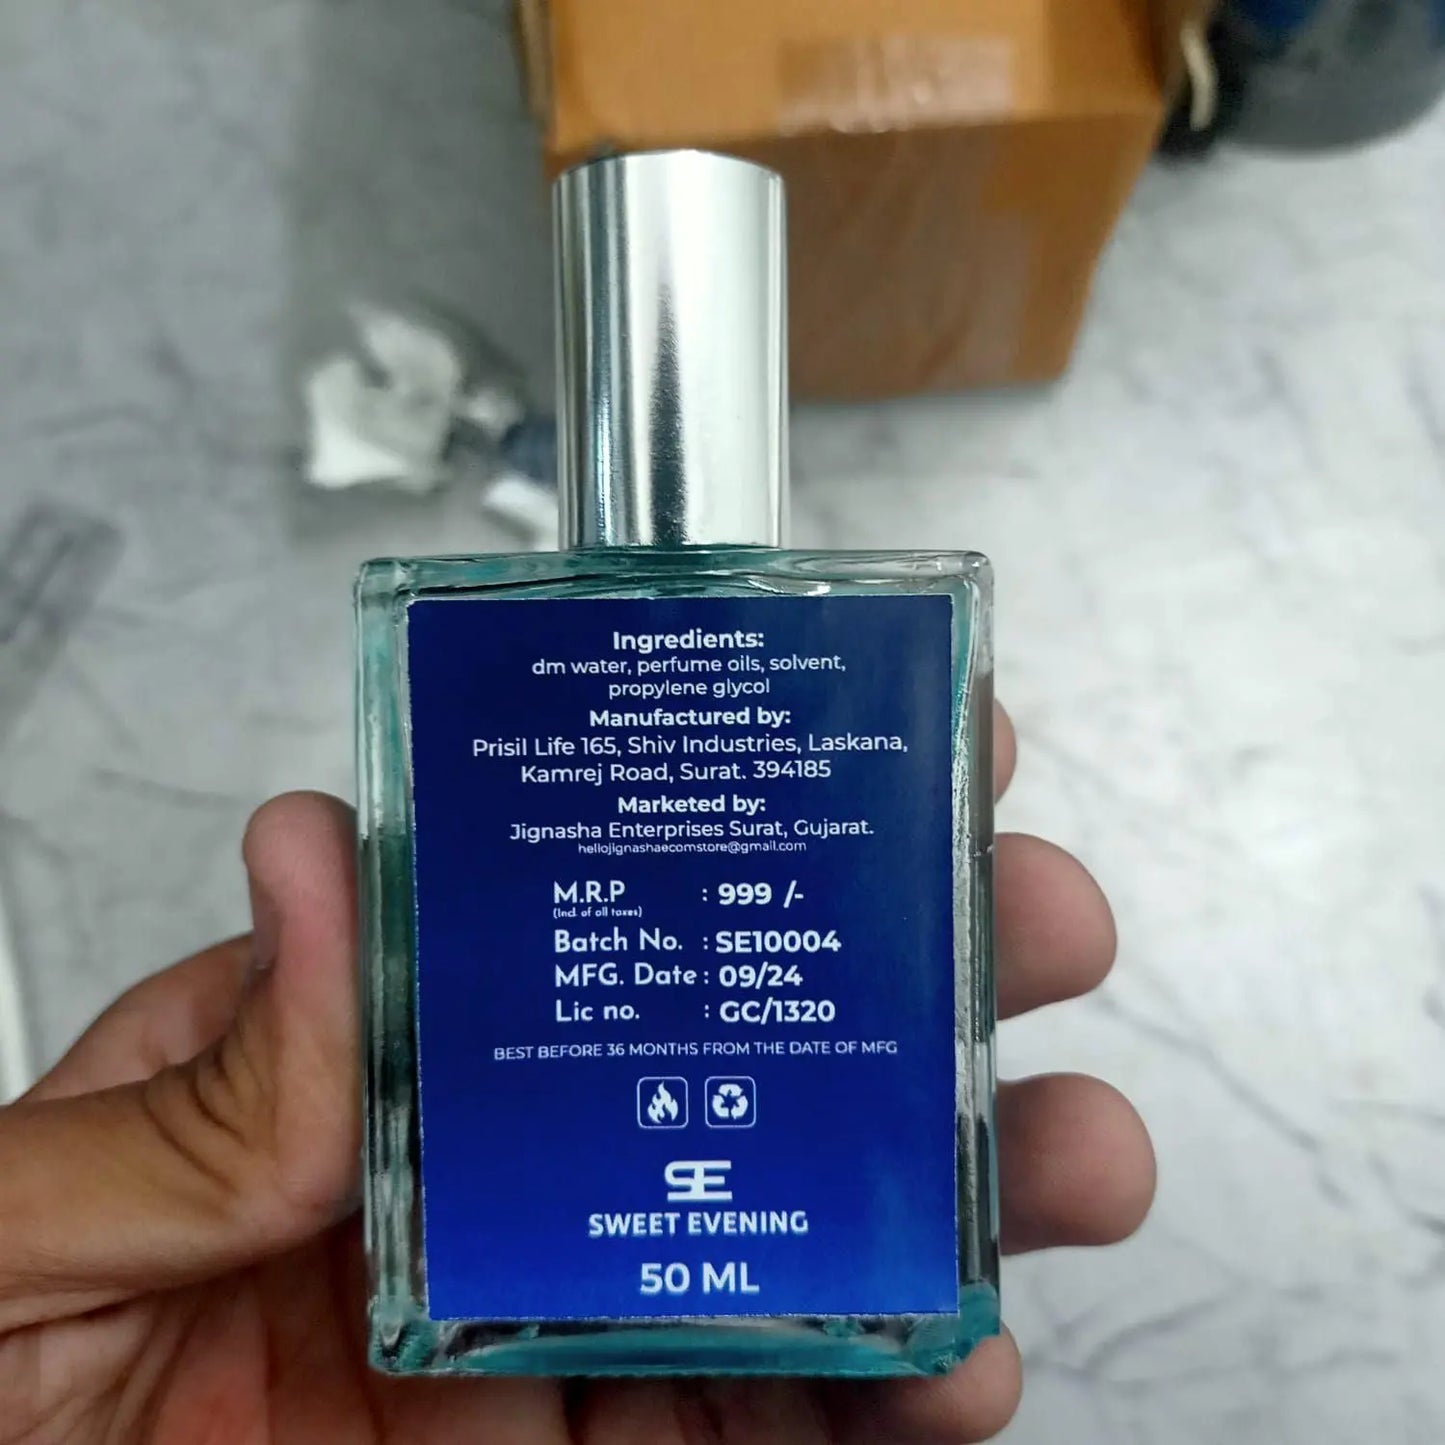 Ingredients:
dm water, perfume oils, solvent,
propylene glycol
Manufactured by:
Prisil Life 165, Shiv Industries, Laskana,
Kamrej Road, Surat. 394185
Marketed by:
Jignasha Enterprises Surat, Gujarat.
hellojignashaecomstore@gmail.com
M.R.P : 999 /-
(Incl. of all taxes)
Batch No. : SE10004
MFG. Date : 09/24
Lic no. : GC/1320
BEST BEFORE 36 MONTHS FROM THE DATE OF MFG
SE
SWEET EVENING
50 ML